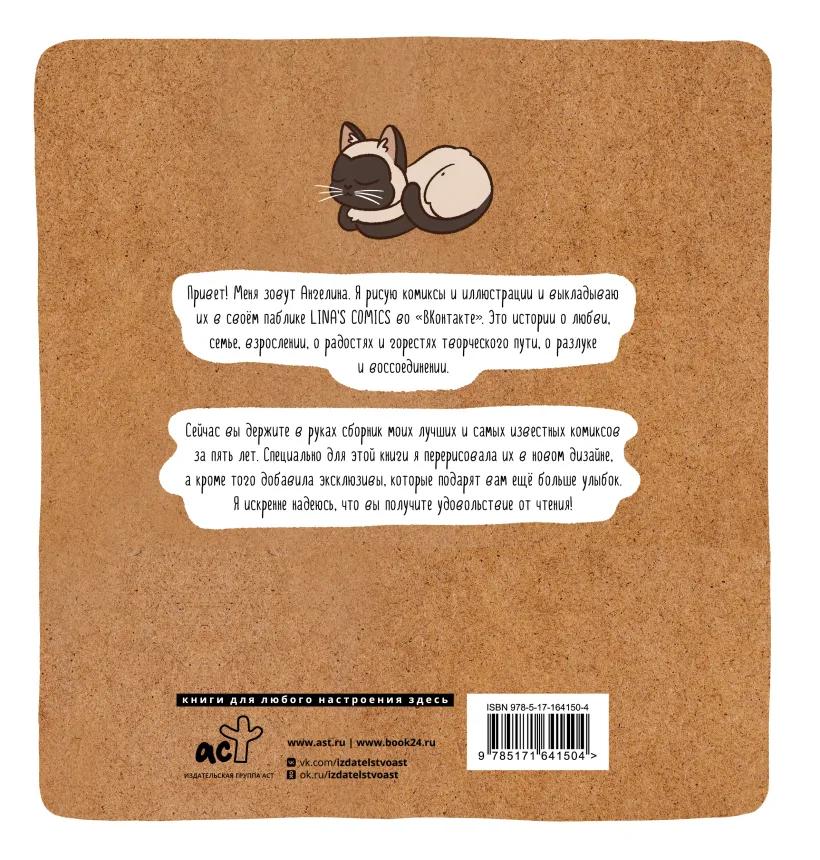 Привет! Меня зовут Ангелина. Я рисую комиксы и иллюстрации и выкладываю
их в своём паблике LINA'S COMICS во «ВКонтакте». Это истории о любви,
семье, взрослении, о радостях и горестях творческого пути, о разлуке
и воссоединении.
Сейчас вы держите в руках сборник моих лучших и самых известных комиксов
за пять лет. Специально для этой книги я перерисовала их в новом дизайне,
а кроме того добавила эксклюзивы, которые подарят вам ещё больше улыбок.
Я искренне надеюсь, что вы получите удовольствие от чтения!
книги для любого настроения здесь
аст
ИЗДАТЕЛЬСКАЯ ГРУППА АСТ
www.ast.ru | www.book24.ru
vk.com/izdatelstvoast
ok.ru/izdatelstvoast
ISBN 978-5-17-164150-4
9 785171 641504 >